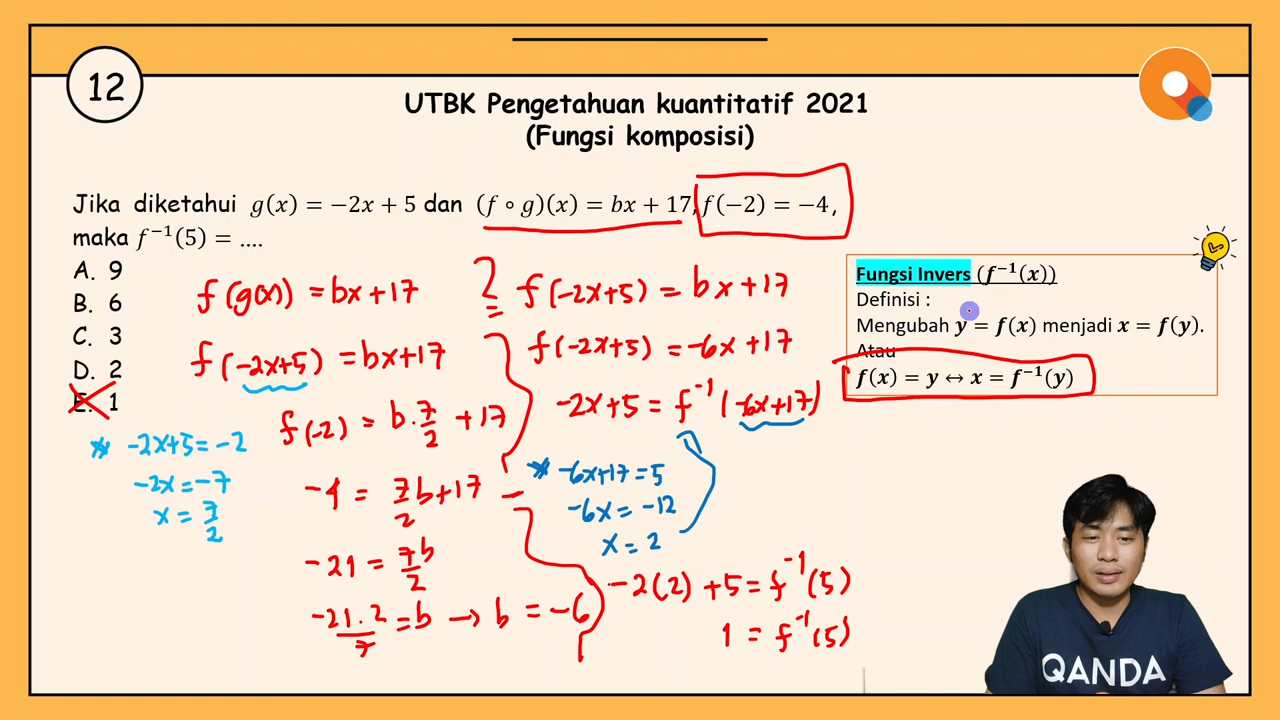 12
UTBK Pengetahuan kuantitatif 2021
(Fungsi komposisi)
Jika diketahui g(x) = −2x + 5 dan (f ∘ g)(x) = bx + 17, f(−2) = −4,
maka f⁻¹(5) = ....
A. 9
B. 6
C. 3
D. 2
E. 1
* -2x+5 = -2
-2x = -7
x = 7/2
f(g(x)) = bx+17
f(-2x+5) = bx+17
f(-2) = b. 7/2 + 17
-4 = 7/2 b+17
-21 = 7b/2
-21.2/7 = b → b = -6
? f(-2x+5) = bx+17
f(-2x+5) = -6x+17
-2x+5 = f⁻¹(-6x+17)
* -6x+17 = 5
-6x = -12
x = 2
-2(2)+5 = f⁻¹(5)
1 = f⁻¹(5)
Fungsi Invers (f⁻¹(x))
Definisi :
Mengubah y = f(x) menjadi x = f(y).
Atau
f(x) = y ↔ x = f⁻¹(y)
QANDA